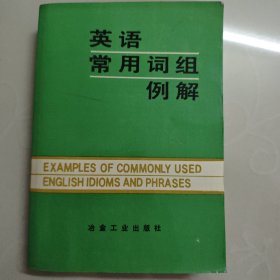 英语
常用词组
例解
EXAMPLES OF COMMONLY USED
ENGLISH IDIOMS AND PHRASES
冶金工业出版社